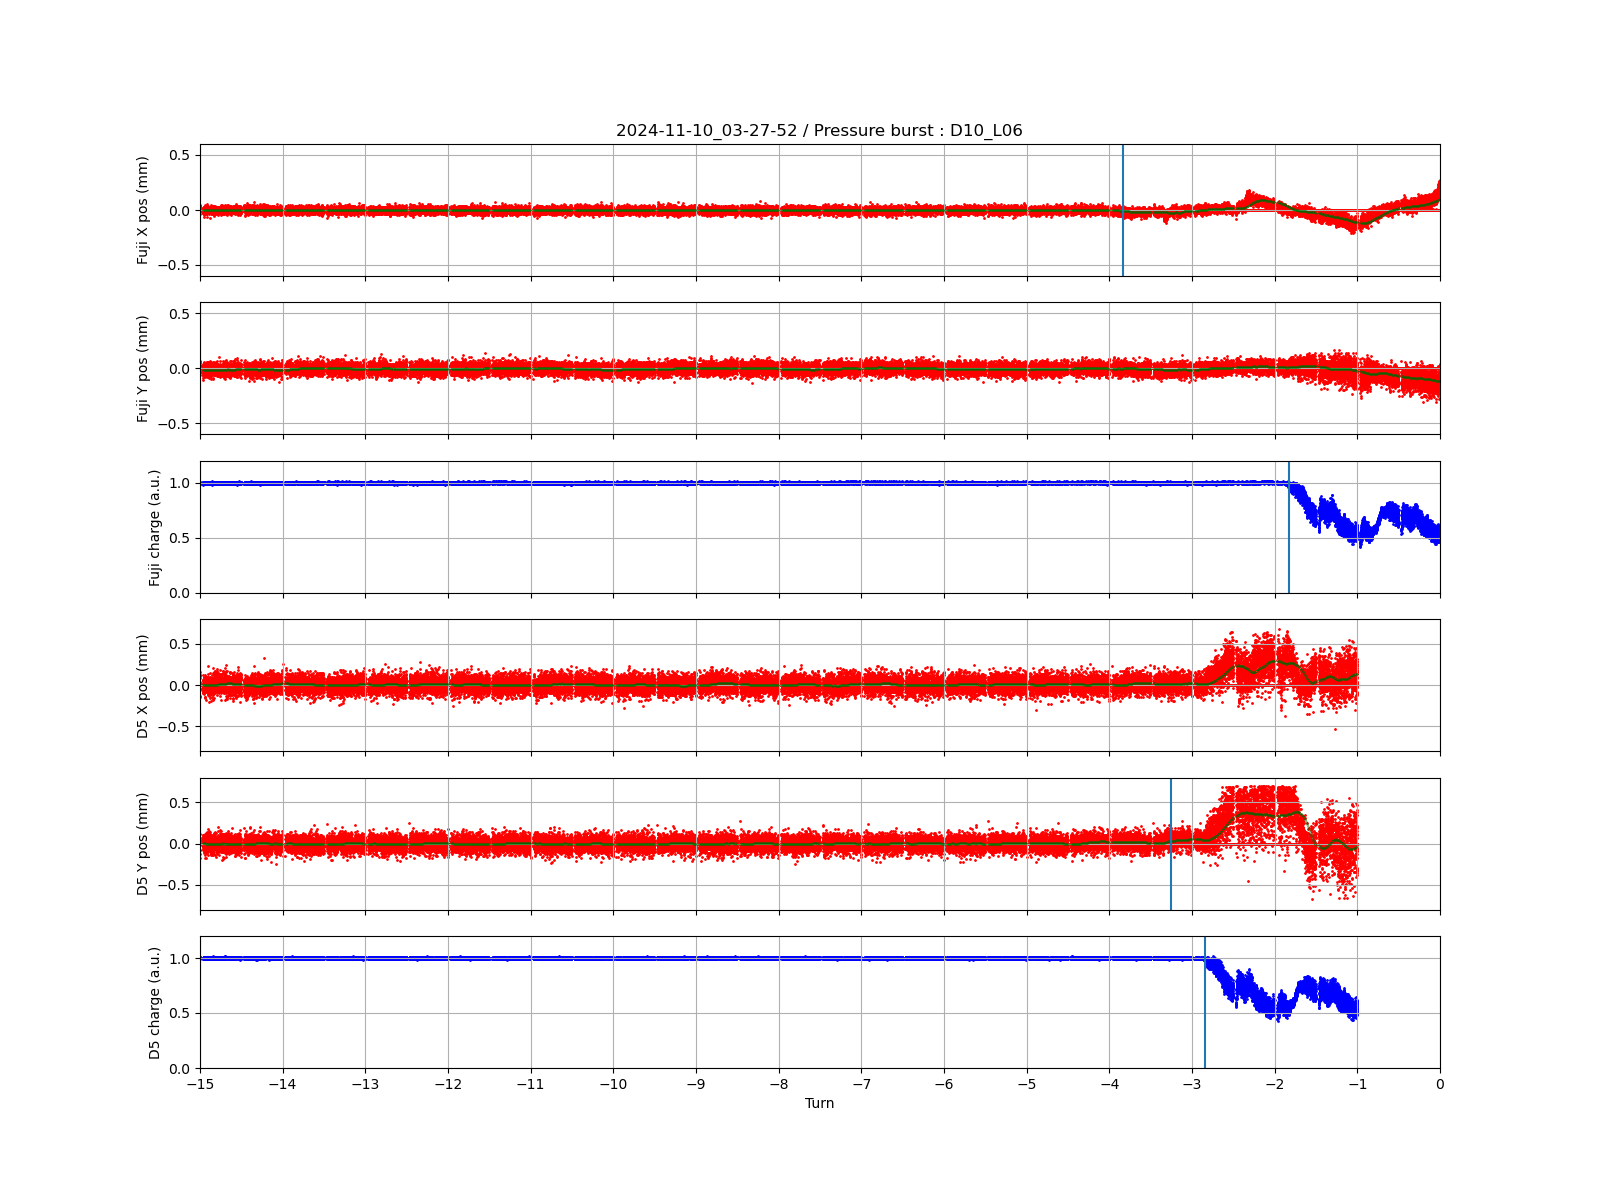 2024-11-10_03-27-52 / Pressure burst : D10_L06
Fuji X pos (mm)
0.5
0.0
−0.5
Fuji Y pos (mm)
0.5
0.0
−0.5
Fuji charge (a.u.)
1.0
0.5
0.0
D5 X pos (mm)
0.5
0.0
−0.5
D5 Y pos (mm)
0.5
0.0
−0.5
D5 charge (a.u.)
1.0
0.5
0.0
−15 −14 −13 −12 −11 −10 −9 −8 −7 −6 −5 −4 −3 −2 −1 0
Turn